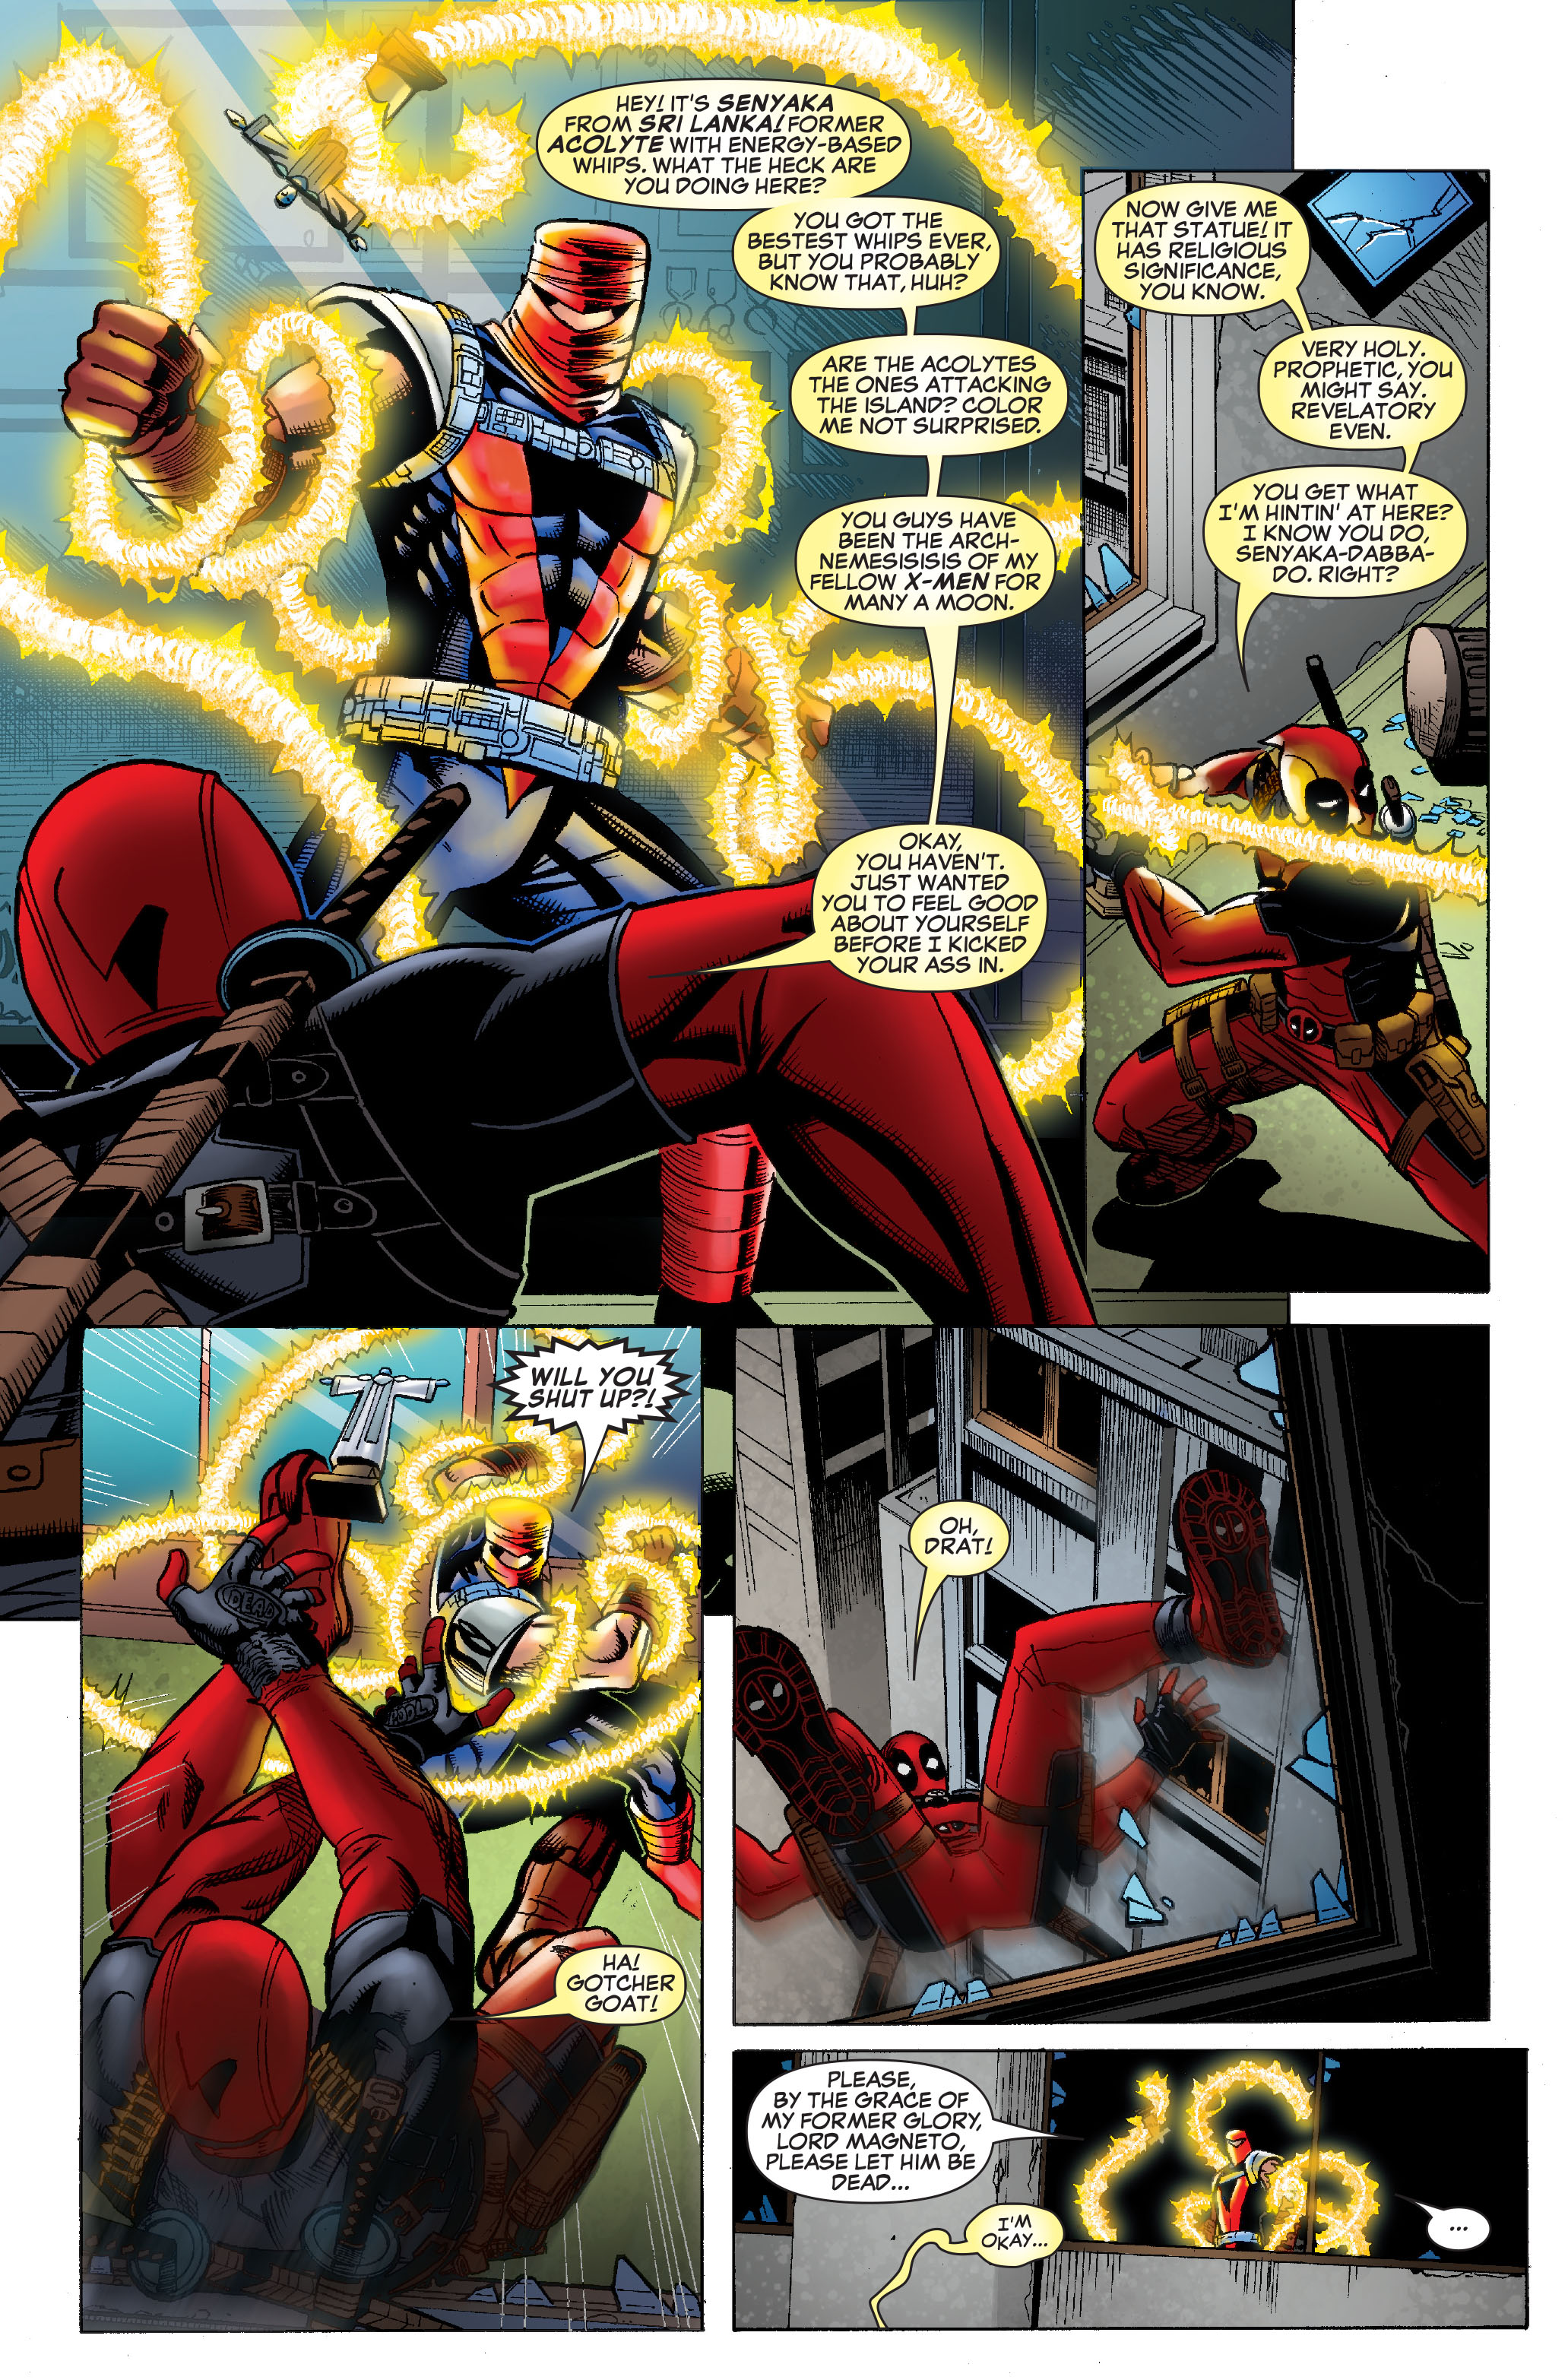 HEY! IT'S SENYAKA
FROM SRI LANKA! FORMER
ACOLYTE WITH ENERGY-BASED
WHIPS. WHAT THE HECK ARE
YOU DOING HERE?
YOU GOT THE
BESTEST WHIPS EVER,
BUT YOU PROBABLY
KNOW THAT, HUH?
ARE THE ACOLYTES
THE ONES ATTACKING
THE ISLAND? COLOR
ME NOT SURPRISED.
YOU GUYS HAVE
BEEN THE ARCH-
NEMESISISIS OF MY
FELLOW X-MEN FOR
MANY A MOON.
OKAY,
YOU HAVEN'T.
JUST WANTED
YOU TO FEEL GOOD
ABOUT YOURSELF
BEFORE I KICKED
YOUR ASS IN.
NOW GIVE ME
THAT STATUE! IT
HAS RELIGIOUS
SIGNIFICANCE,
YOU KNOW.
VERY HOLY.
PROPHETIC, YOU
MIGHT SAY.
REVELATORY
EVEN.
YOU GET WHAT
I'M HINTIN' AT HERE?
I KNOW YOU DO,
SENYAKA-DABBA-
DO. RIGHT?
WILL YOU
SHUT UP?!
DEAD
POOL
HA!
GOTCHER
GOAT!
OH,
DRAT!
PLEASE,
BY THE GRACE OF
MY FORMER GLORY,
LORD MAGNETO,
PLEASE LET HIM BE
DEAD...
I'M
OKAY...
...